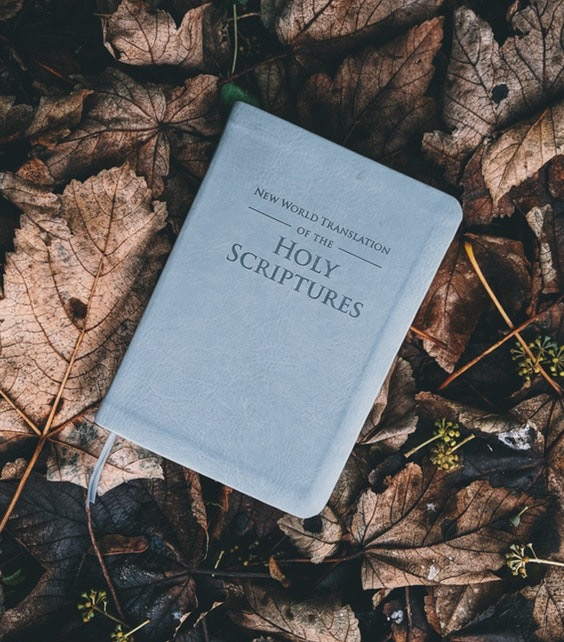 New World Translation
of the
Holy
Scriptures